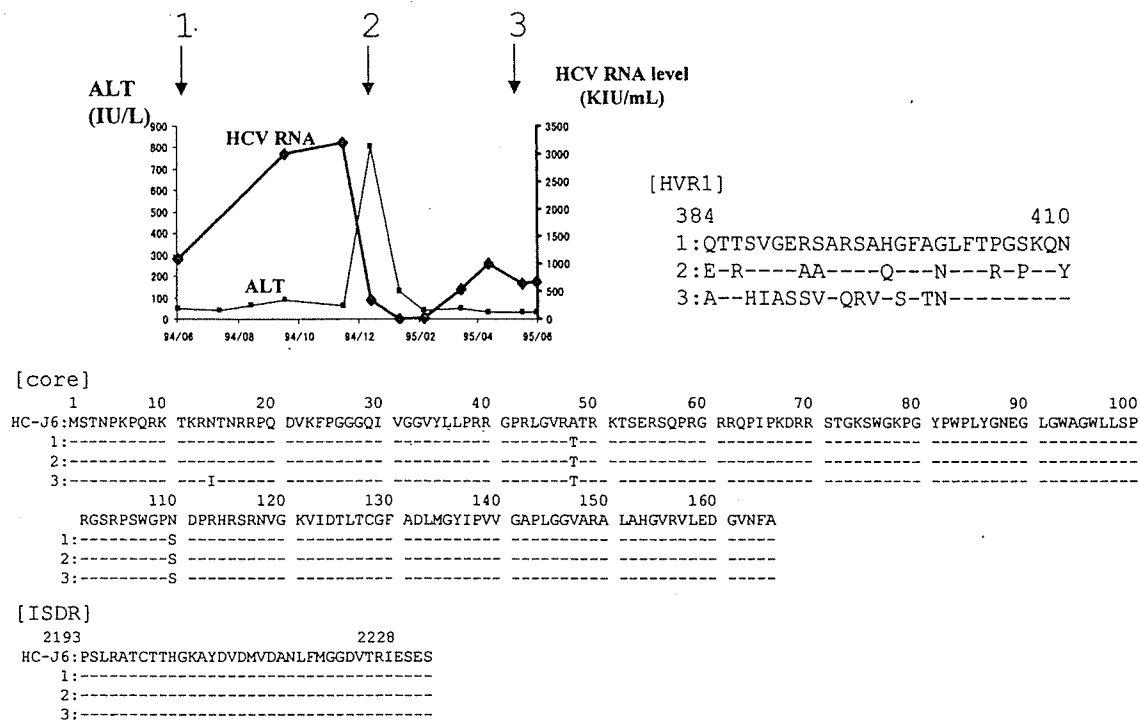 1 2 3
ALT
(IU/L)
HCV RNA level
(KIU/mL)
900
800
700
600
500
400
300
200
100
0
HCV RNA
ALT
3500
3000
2500
2000
1500
1000
500
0
94/06 94/08 94/10 94/12 95/02 95/04 95/06
[HVR1]
384 410
1:QTTSVGERSARSAHGFAGLFTPGSKQN
2:E-R----AA----Q---N---R-P--Y
3:A--HIASSV-QRV-S-TN---------
[core]
1 10 20 30 40 50 60 70 80 90 100
HC-J6:MSTNPKPQRK TKRNTNRRPQ DVKFPGGGQI VGGVYLLPRR GPRLGVRATR KTSERSQPRG RRQPIPKDRR STGKSWGKPG YPWPLYGNEG LGWAGWLLSP
1:---------- ---------- ---------- ---------- -------T-- ---------- ---------- ---------- ---------- ----------
2:---------- ---------- ---------- ---------- -------T-- ---------- ---------- ---------- ---------- ----------
3:---------- ---I------ ---------- ---------- -------T-- ---------- ---------- ---------- ---------- ----------
110 120 130 140 150 160
RGSRPSWGPN DPRHRSRNVG KVIDTLTCGF ADLMGYIPVV GAPLGGVARA LAHGVRVLED GVNFA
1:---------S ---------- ---------- ---------- ---------- ---------- -----
2:---------S ---------- ---------- ---------- ---------- ---------- -----
3:---------S ---------- ---------- ---------- ---------- ---------- -----
[ISDR]
2193 2228
HC-J6:PSLRATCTTHGKAYDVDMVDANLFMGGDVTRIESES
1:------------------------------------
2:------------------------------------
3:------------------------------------